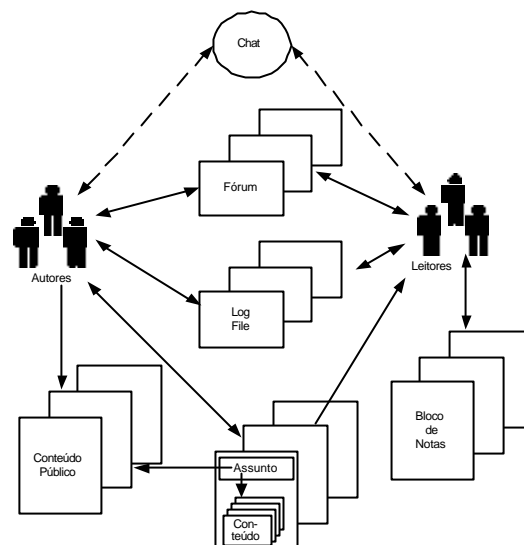 Chat
Fórum
Autores
Leitores
Log
File
Bloco
de
Notas
Conteúdo
Público
Assunto
Con-
teúdo